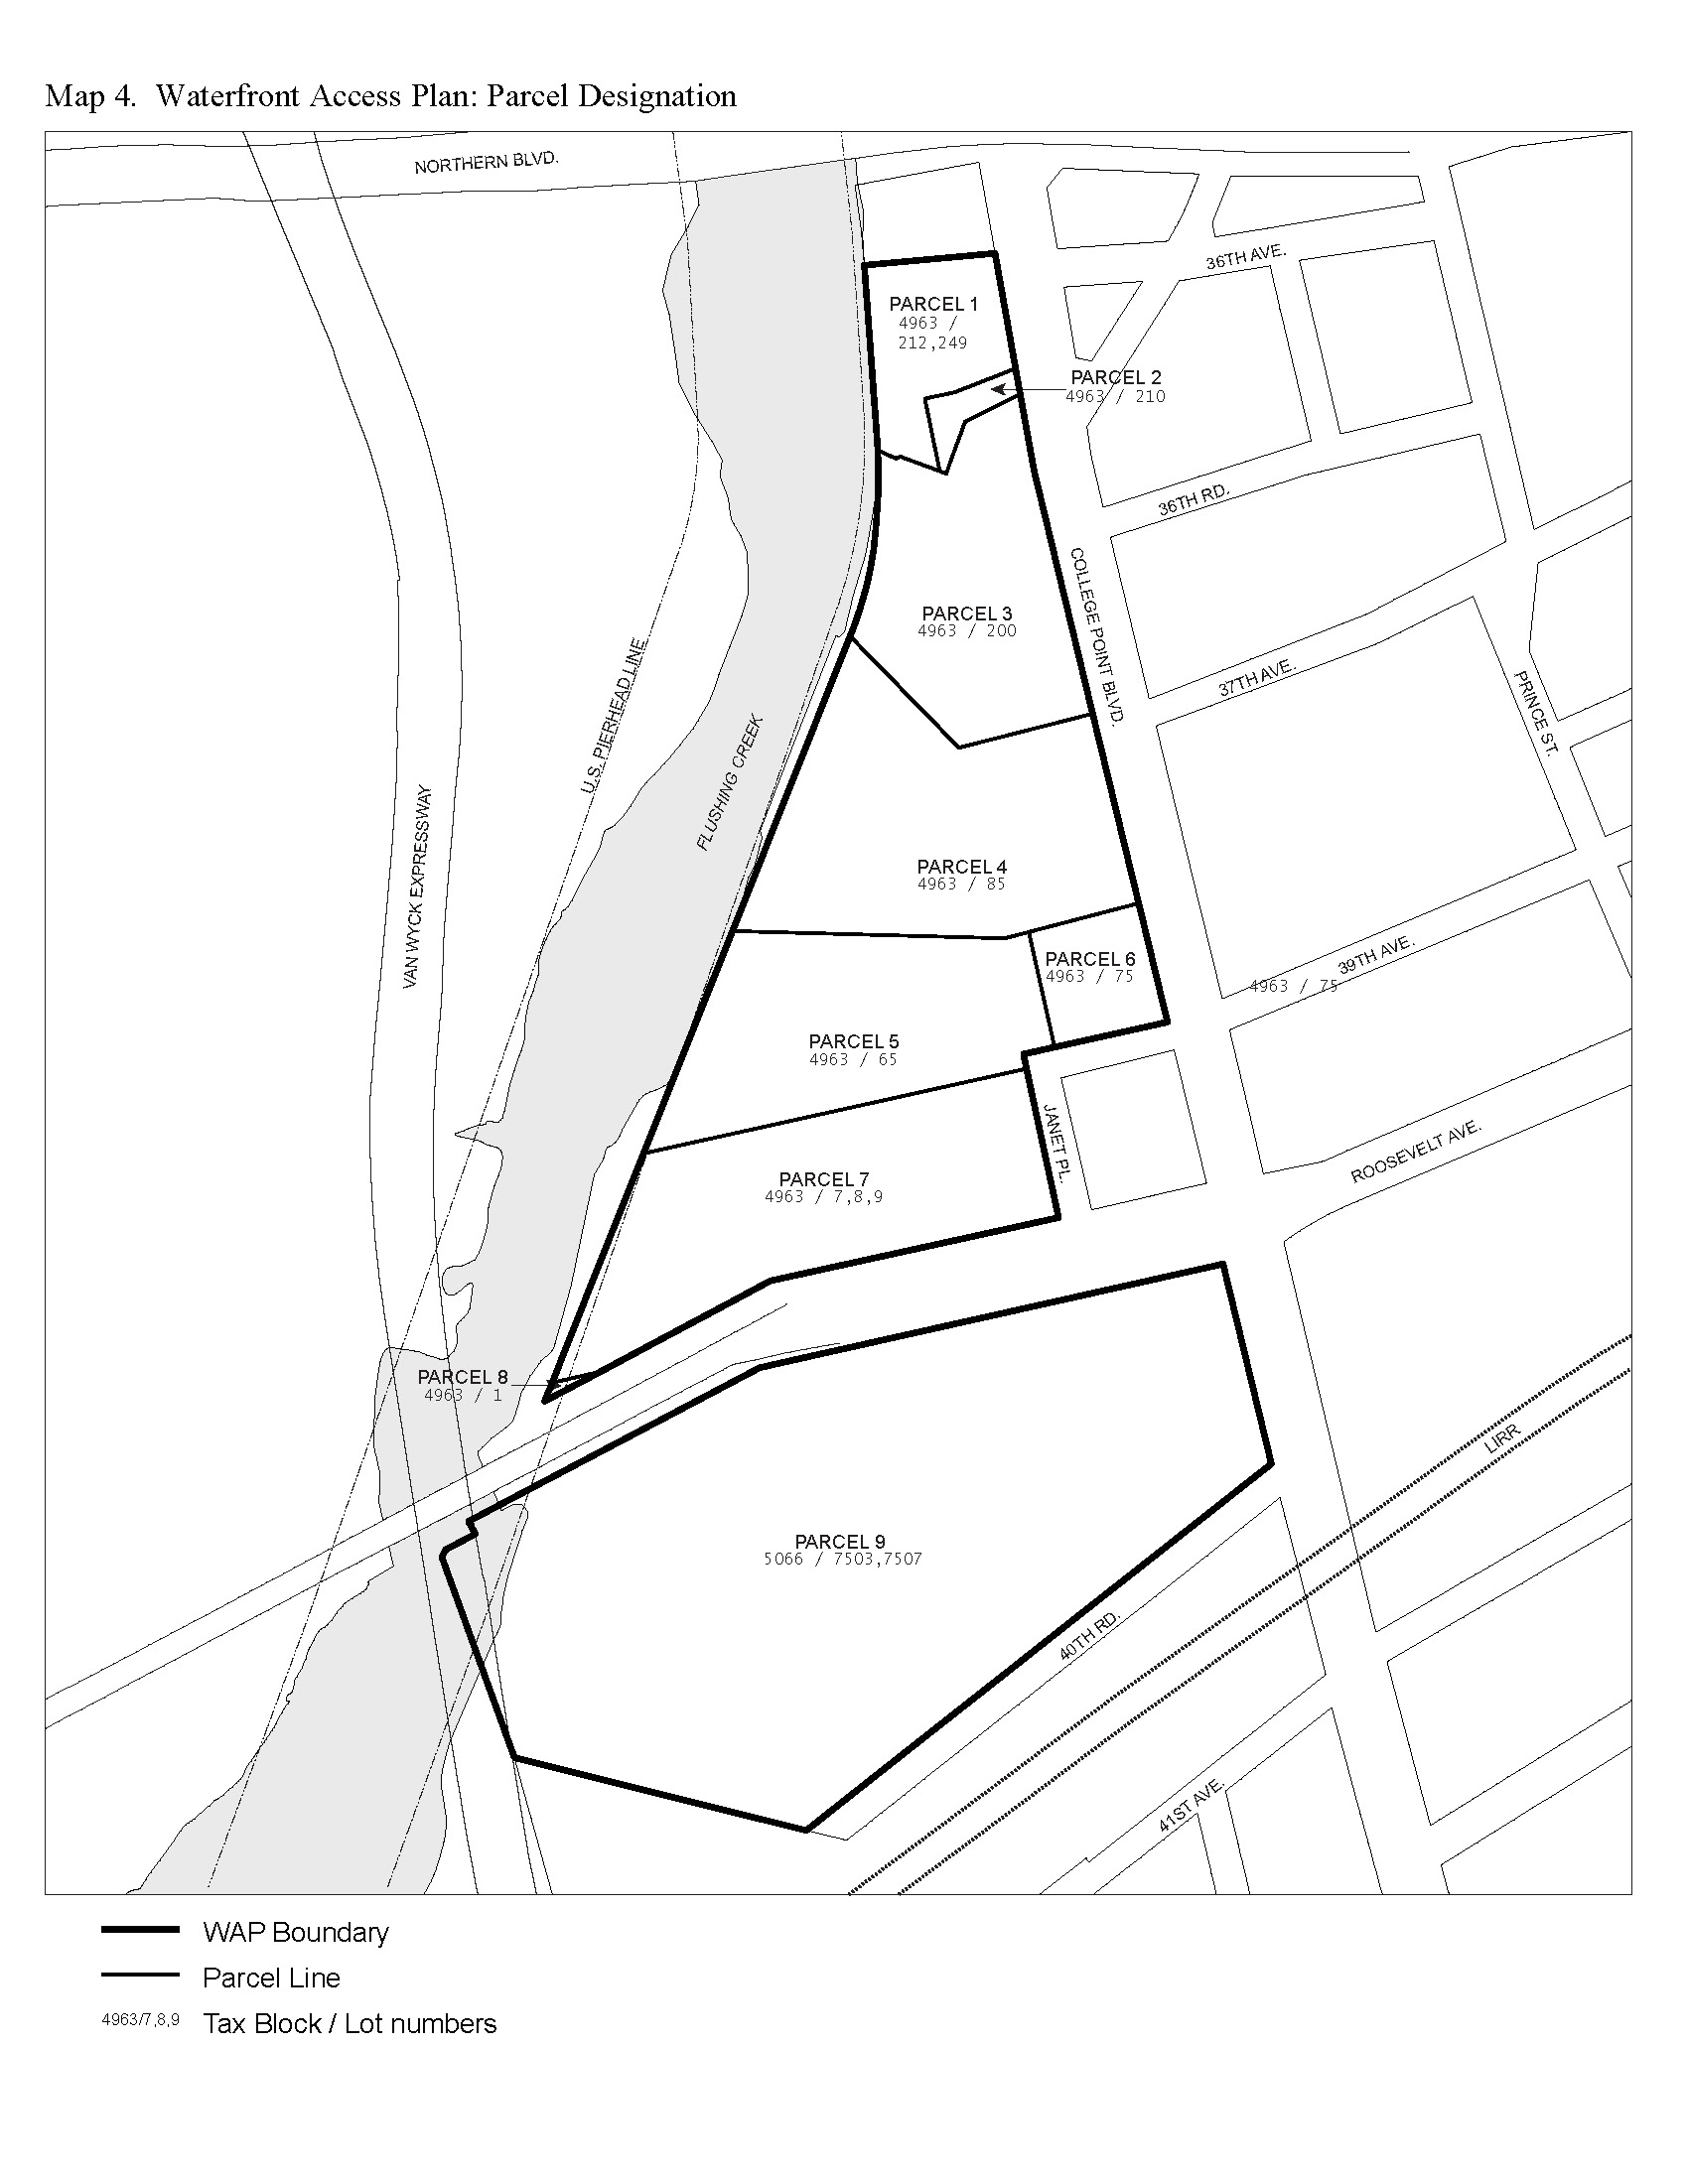 Map 4. Waterfront Access Plan: Parcel Designation
NORTHERN BLVD.
36TH AVE.
PARCEL 1
4963 /
212,249
PARCEL 2
4963 / 210
36TH RD.
COLLEGE POINT BLVD.
PARCEL 3
4963 / 200
37TH AVE.
PRINCE ST.
U.S. PIERHEAD LINE
FLUSHING CREEK
VAN WYCK EXPRESSWAY
PARCEL 4
4963 / 85
PARCEL 6
4963 / 75
39TH AVE.
4963 / 75
PARCEL 5
4963 / 65
JANET PL.
ROOSEVELT AVE.
PARCEL 7
4963 / 7,8,9
PARCEL 8
4963 / 1
LIRR
PARCEL 9
5066 / 7503,7507
40TH RD.
41ST AVE.
WAP Boundary
Parcel Line
4963/7,8,9 Tax Block / Lot numbers